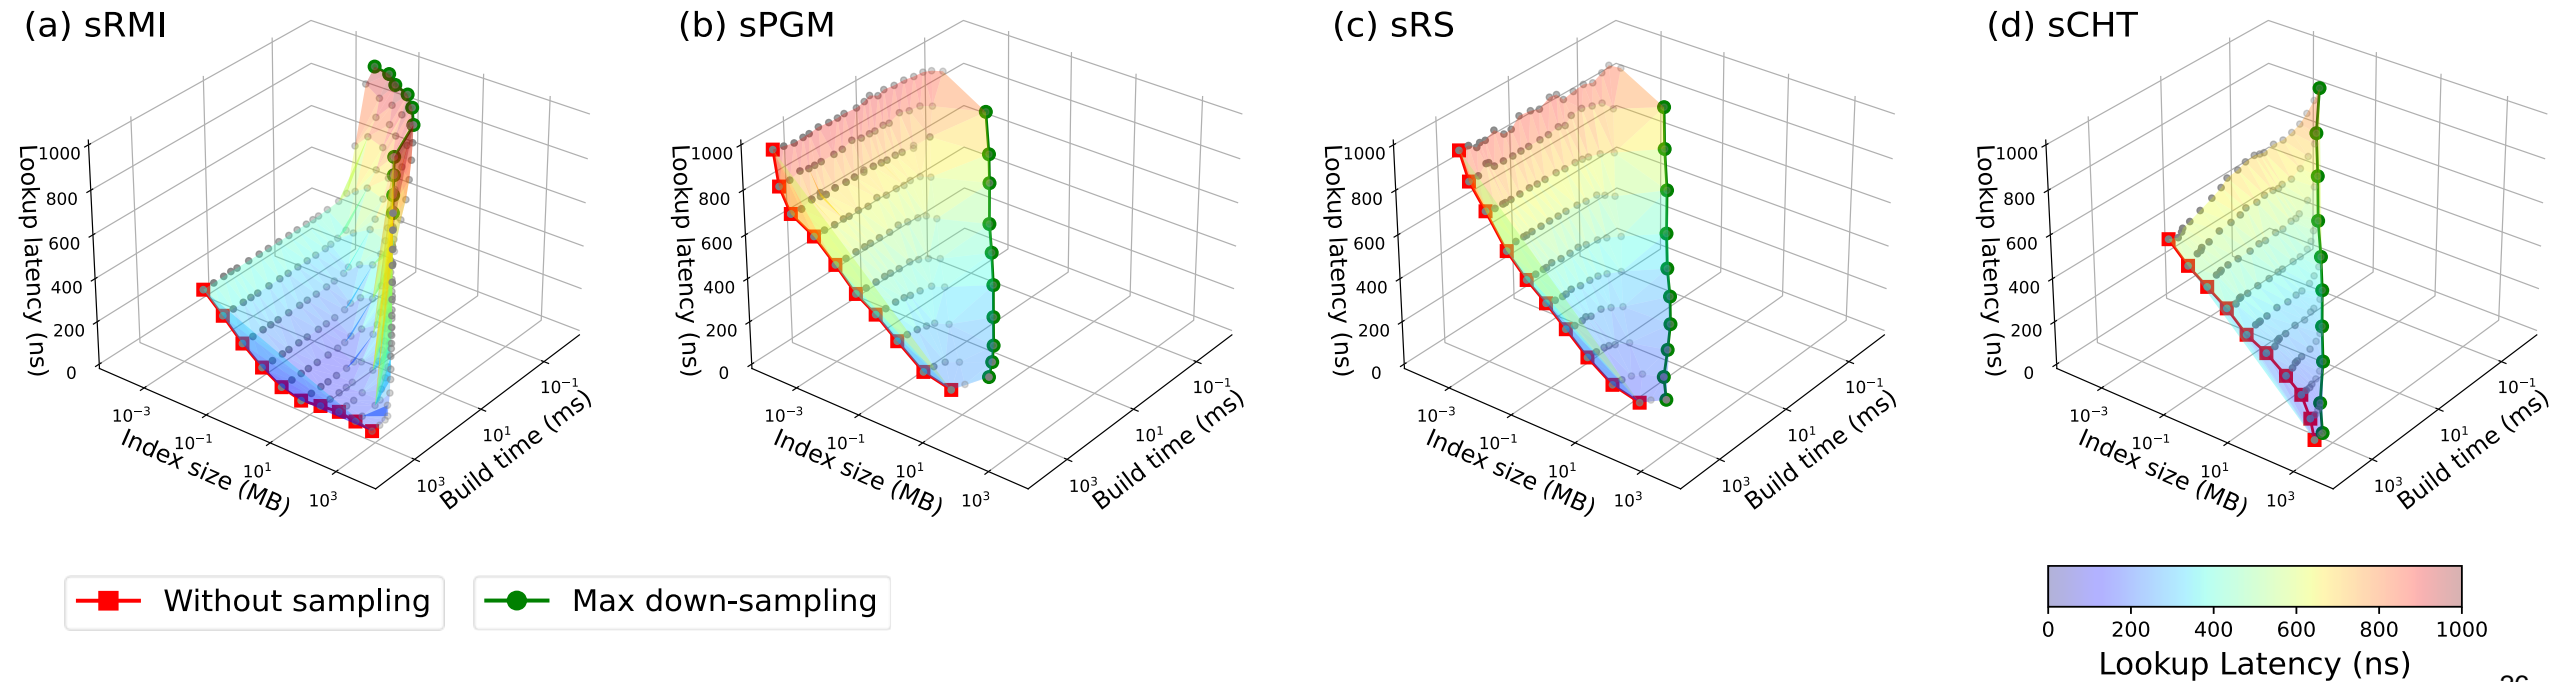 (a) sRMI
(b) sPGM
(c) sRS
(d) sCHT
Lookup latency (ns)
1000
800
600
400
200
0
10⁻³
10⁻¹
10¹
10³
Index size (MB)
10³
10¹
10⁻¹
Build time (ms)
Lookup latency (ns)
1000
800
600
400
200
0
10⁻³
10⁻¹
10¹
10³
Index size (MB)
10³
10¹
10⁻¹
Build time (ms)
Lookup latency (ns)
1000
800
600
400
200
0
10⁻³
10⁻¹
10¹
10³
Index size (MB)
10³
10¹
10⁻¹
Build time (ms)
Lookup latency (ns)
1000
800
600
400
200
0
10⁻³
10⁻¹
10¹
10³
Index size (MB)
10³
10¹
10⁻¹
Build time (ms)
Without sampling
Max down-sampling
0 200 400 600 800 1000
Lookup Latency (ns)